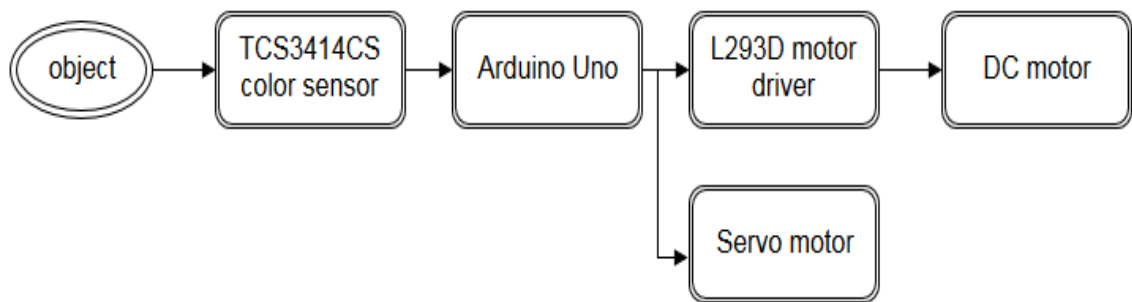 object
TCS3414CS
color sensor
Arduino Uno
L293D motor
driver
DC motor
Servo motor